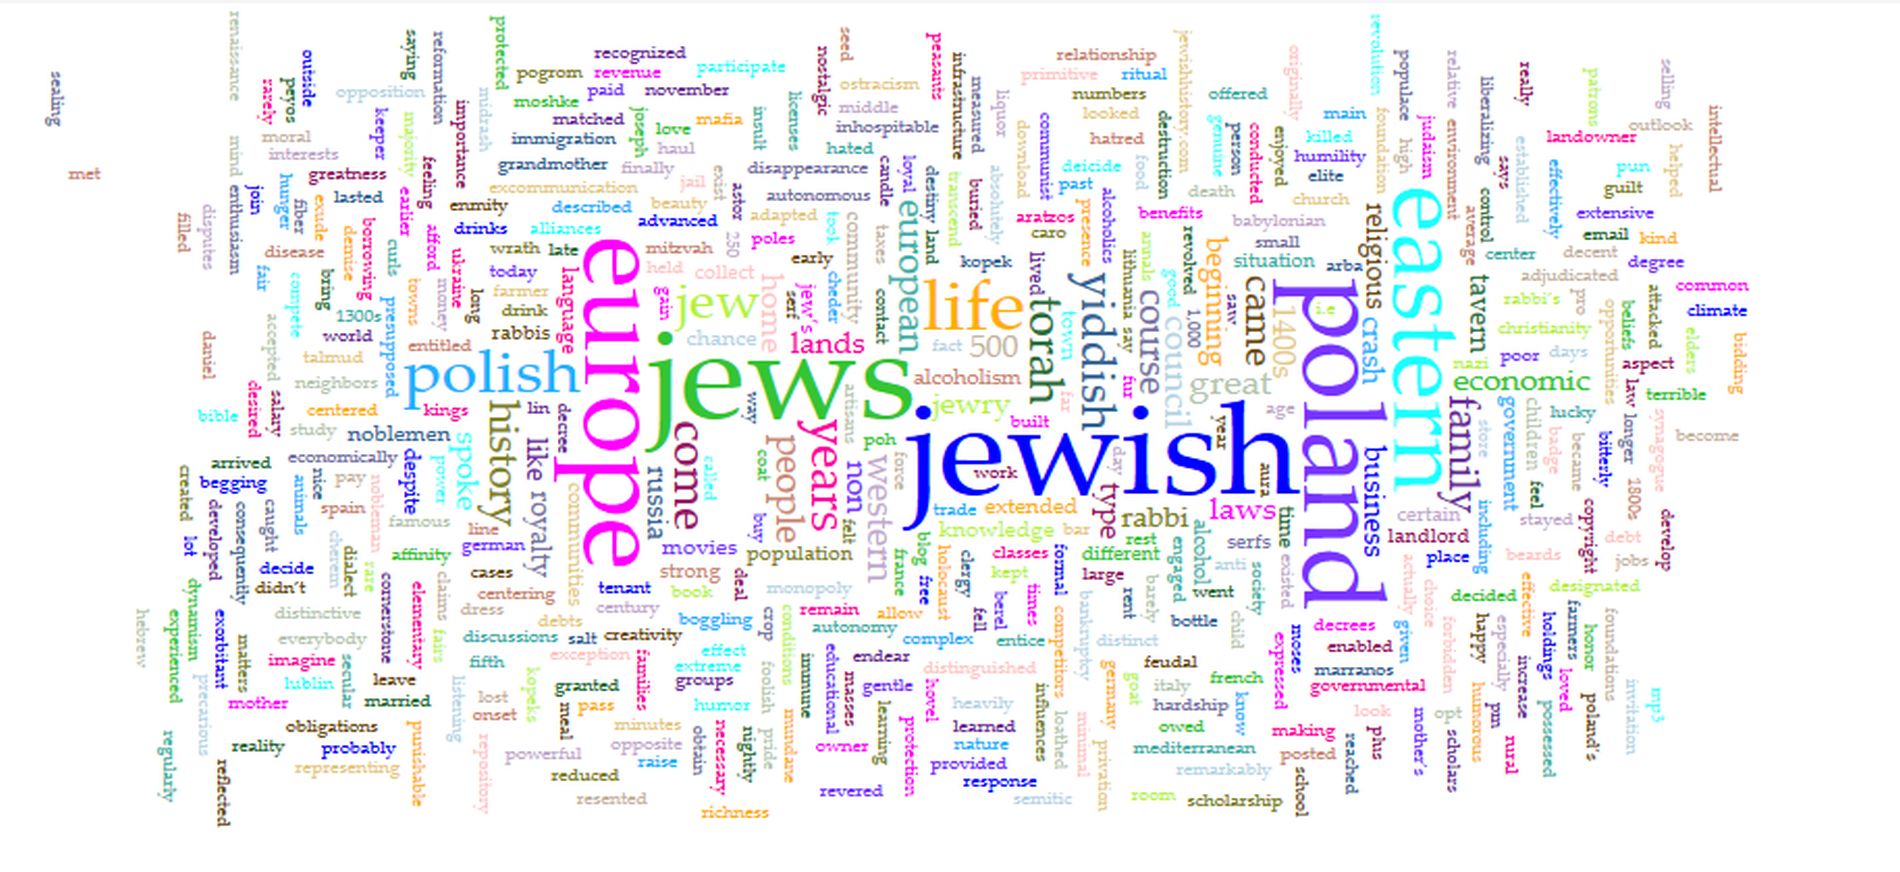 jewish
jews
europe
poland
eastern
life
polish
yiddish
torah
jew
years
come
history
european
came
western
people
family
course
council
great
1400s
religious
economic
tavern
business
crash
beginning
home
lands
500
spoke
russia
like
royalty
non
type
rabbi
laws
language
communities
community
government
landlord
alcohol
population
movies
strong
jewry
alcoholism
knowledge
extended
trade
work
built
chance
fact
collect
held
gain
mitzvah
poles
early
cheder
jew's
serf
contact
artisans
way
poh
force
coat
called
buy
felt
lin
decree
noblemen
kings
centered
neighbors
talmud
world
1300s
entitled
rabbis
drink
farmer
today
wrath
late
drinks
alliances
described
advanced
enmity
excommunication
beauty
jail
exist
astor
250
adapted
took
autonomous
disappearance
grandmother
finally
immigration
haul
matched
love
mafia
joseph
moshke
paid
november
pogrom
revenue
participate
recognized
protected
reformation
saying
opposition
outside
peyos
rarely
renaissance
sealing
met
moral
interests
keeper
majority
importance
midrash
feeling
greatness
lasted
hunger
fiber
join
mind
enthusiasm
exude
demise
borrowing
curls
earlier
afford
ukraine
money
towns
long
presupposed
disease
bring
compete
fair
disputes
filled
accepted
daniel
desired
salary
bible
study
economically
arrived
begging
nice
pay
spain
nobleman
despite
power
famous
line
german
cases
centering
dress
debts
affinity
claims
animals
caught
created
lot
developed
consequently
decide
didn't
cherem
dialect
rare
cornerstone
elementary
fairs
distinctive
everybody
imagine
lublin
secular
leave
married
mother
matters
exorbitant
dynamism
experienced
hebrew
precarious
regularly
reflected
reality
obligations
probably
representing
punishable
listening
repository
lost
onset
powerful
reduced
resented
kopeks
fifth
discussions
salt
creativity
exception
granted
meal
pass
families
minutes
opposite
raise
obtain
necessary
nightly
pride
foolish
humor
groups
extreme
effect
boggling
century
tenant
book
deal
monopoly
crop
conditions
remain
autonomy
allow
complex
immune
educational
masses
endear
gentle
learning
hovel
protection
owner
revered
mundane
richness
distinguished
heavily
learned
nature
provided
response
semitic
influences
loathed
minimal
privation
germany
goat
competitors
bankruptcy
distinct
entice
times
berel
fell
clergy
free
holocaust
blog
france
kept
classes
formal
bar
different
large
rest
rent
barely
engaged
went
bottle
feudal
italy
hardship
owed
mediterranean
remarkably
room
scholarship
school
posted
making
know
french
child
society
anti
serfs
existed
time
aura
age
year
day
far
fur
town
lived
kopek
caro
aratzos
presence
alcoholics
past
deicide
communist
download
absolutely
buried
transcend
destiny
land
loyal
candle
taxes
hated
inhospitable
middle
ostracism
seed
nostalgic
licenses
insult
peasants
infrastructure
measured
liquor
relationship
primitive
ritual
numbers
looked
hatred
food
destruction
jewishhistory.com
genuine
offered
person
conducted
enjoyed
originally
death
benefits
babylonian
church
small
situation
arba
armals
lithuania
say
good
revolved
1,000
saw
i.e
main
killed
humility
elite
foundation
revolution
populace
high
judaism
relative
environment
liberalizing
control
average
says
really
established
effectively
landowner
patrons
selling
outlook
intellectual
helped
pun
guilt
extensive
email
kind
decent
degree
center
adjudicated
rabbi's
pro
christianity
opportunities
beliefs
attacked
common
climate
elders
bidding
nazi
poor
days
aspect
terrible
law
longer
lucky
children
store
badge
became
bitterly
1800s
synagogue
become
feel
stayed
including
certain
place
beards
copyright
debt
jobs
develop
designated
decided
effective
actually
choice
given
decrees
enabled
marranos
governmental
moses
expressed
look
plus
reached
mother's
opt
scholars
forbidden
humorous
happy
especially
pm
rural
increase
holdings
possessed
farmers
loved
honor
poland's
foundations
invitation
mp3